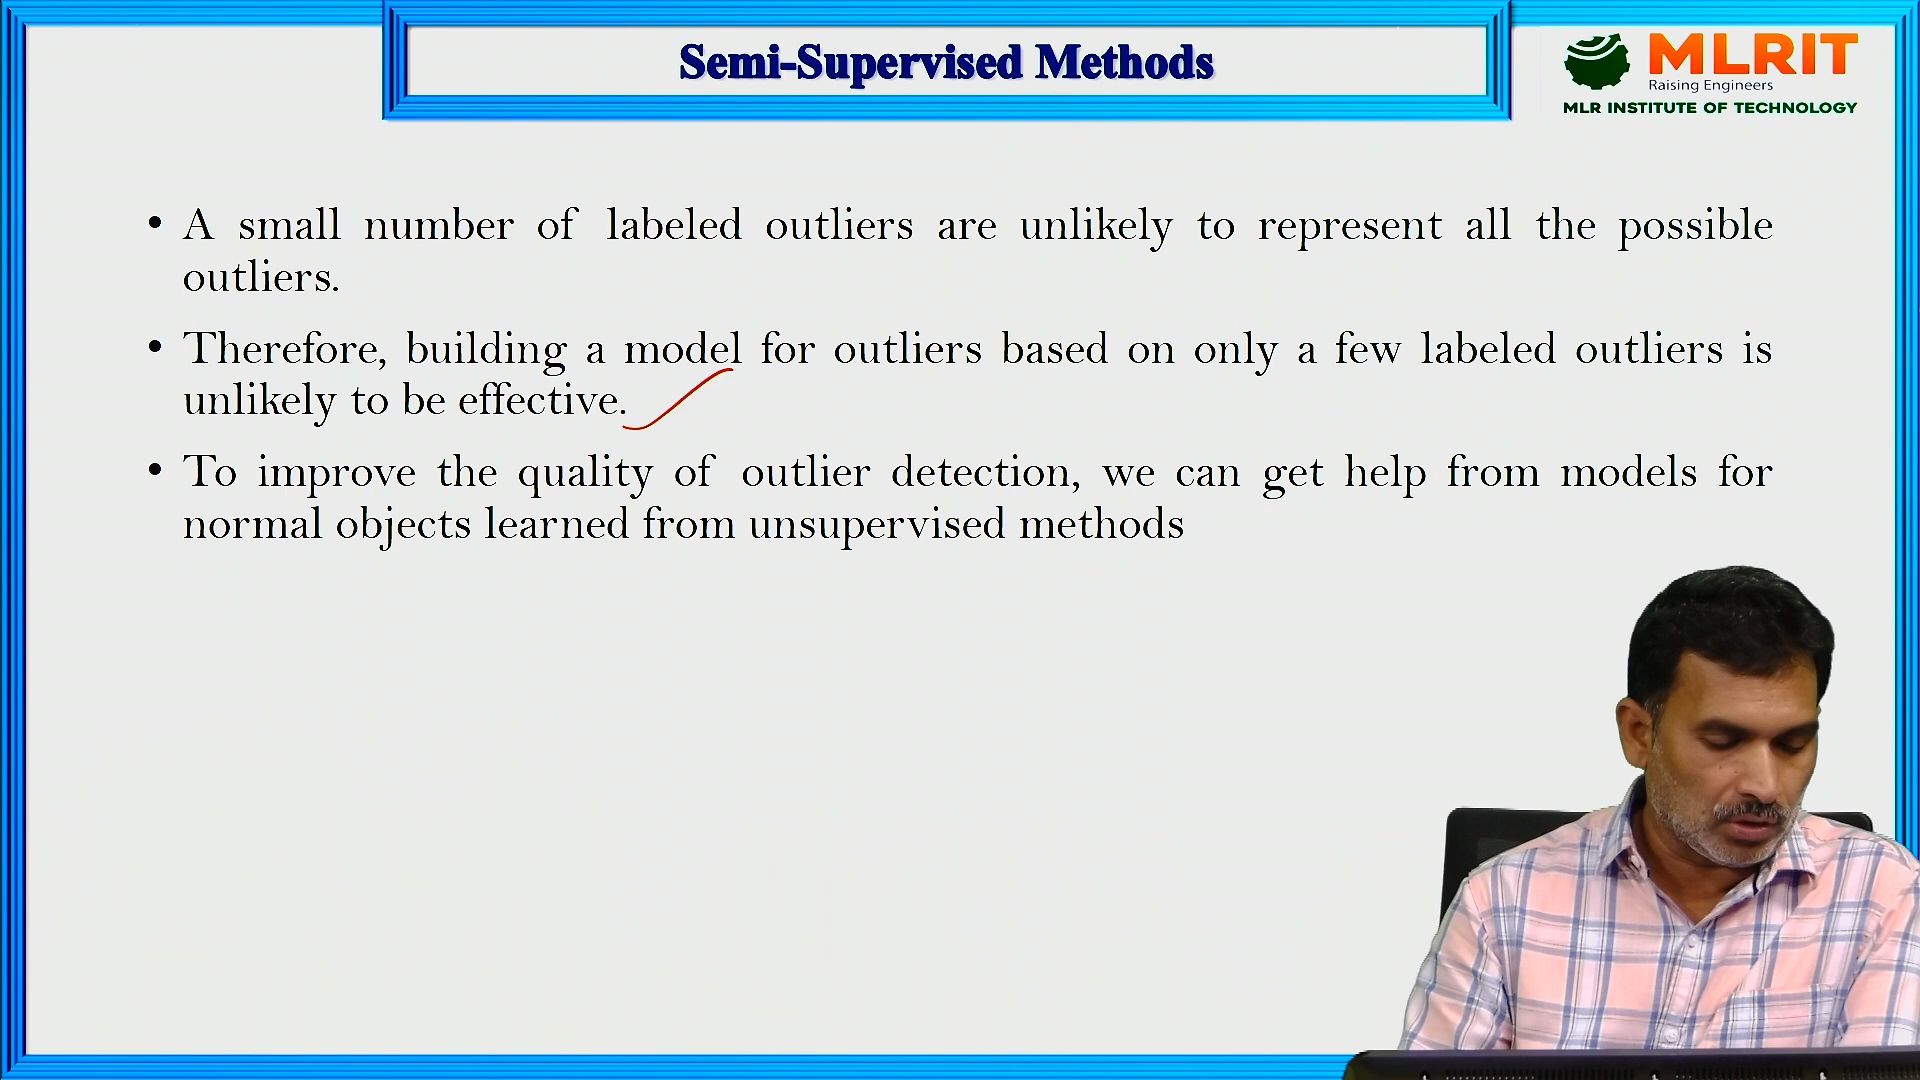 Semi-Supervised Methods
MLRIT
Raising Engineers
MLR INSTITUTE OF TECHNOLOGY
• A small number of labeled outliers are unlikely to represent all the possible
outliers.
• Therefore, building a model for outliers based on only a few labeled outliers is
unlikely to be effective.
• To improve the quality of outlier detection, we can get help from models for
normal objects learned from unsupervised methods